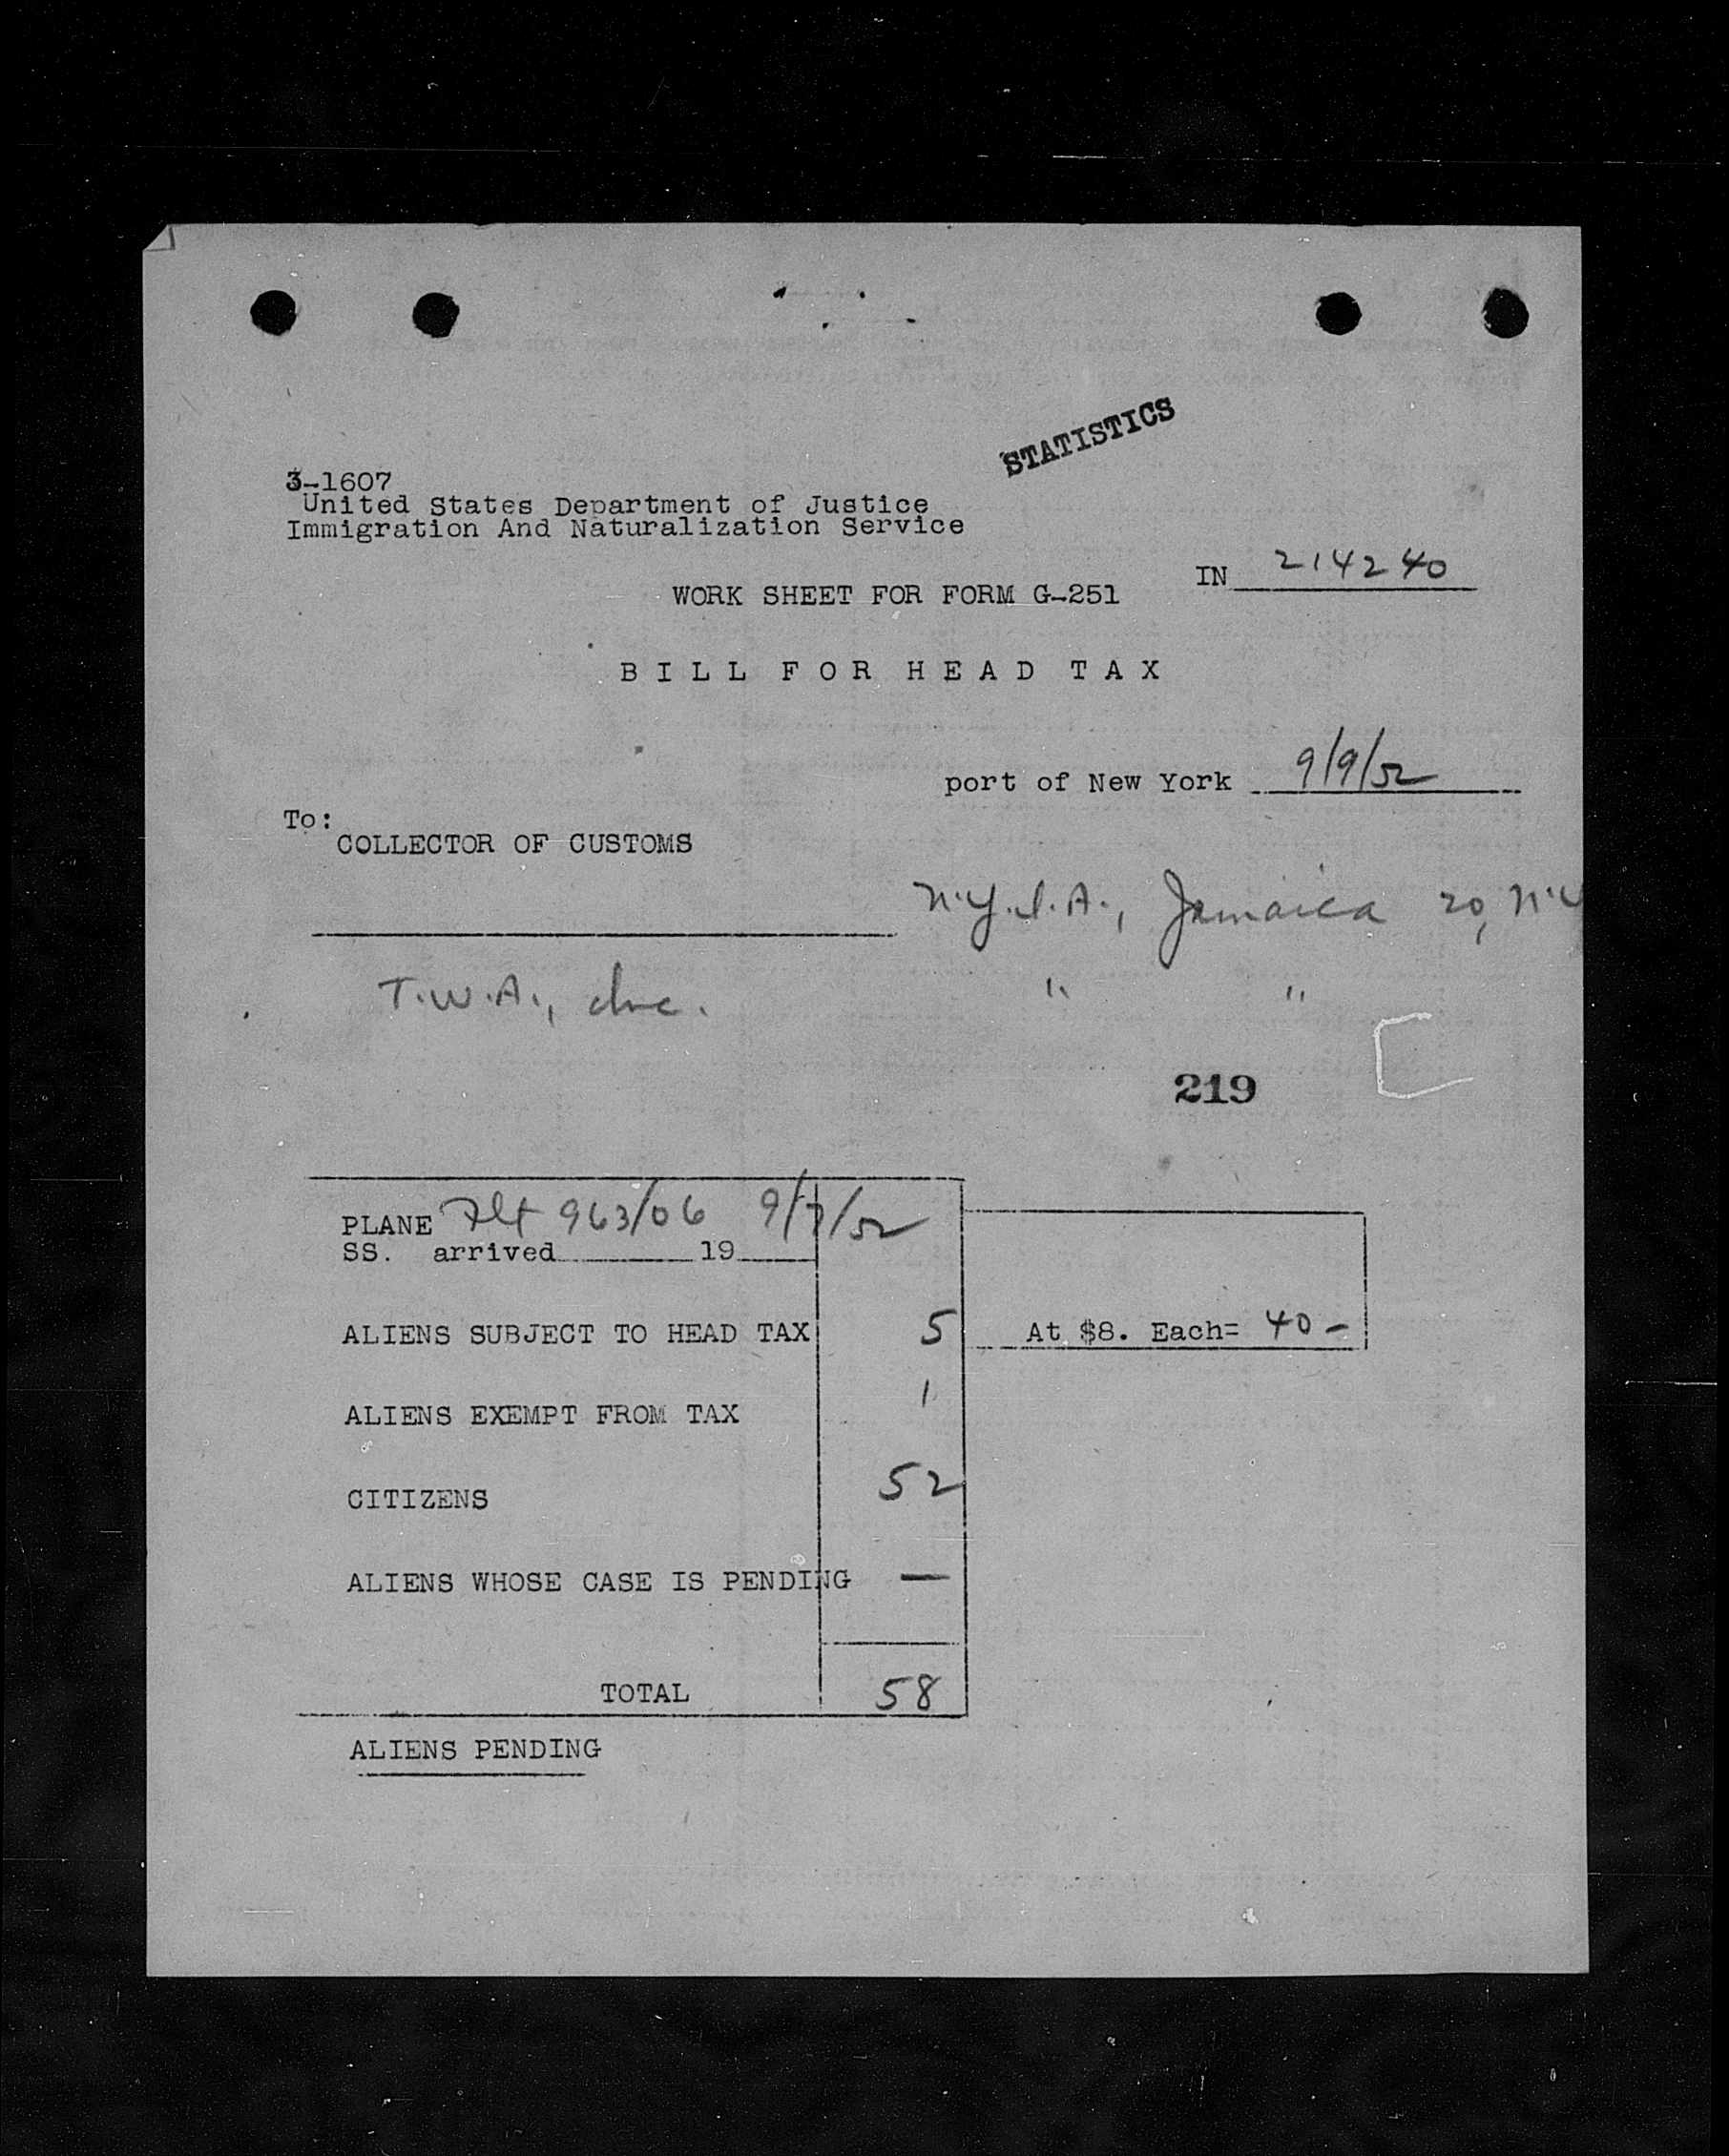 STATISTICS
3-1607
United States Department of Justice
Immigration And Naturalization Service
IN 214240
WORK SHEET FOR FORM G-251
BILL FOR HEAD TAX
port of New York 9/9/52
To:
COLLECTOR OF CUSTOMS
N.Y.I.A., Jamaica 20, N.Y
T.W.A., Inc. " "
219
PLANE Flt 963/06 9/7/52
SS. arrived 19
ALIENS SUBJECT TO HEAD TAX 5 At $8. Each= 40 -
ALIENS EXEMPT FROM TAX 1
CITIZENS 52
ALIENS WHOSE CASE IS PENDING —
TOTAL 58
ALIENS PENDING